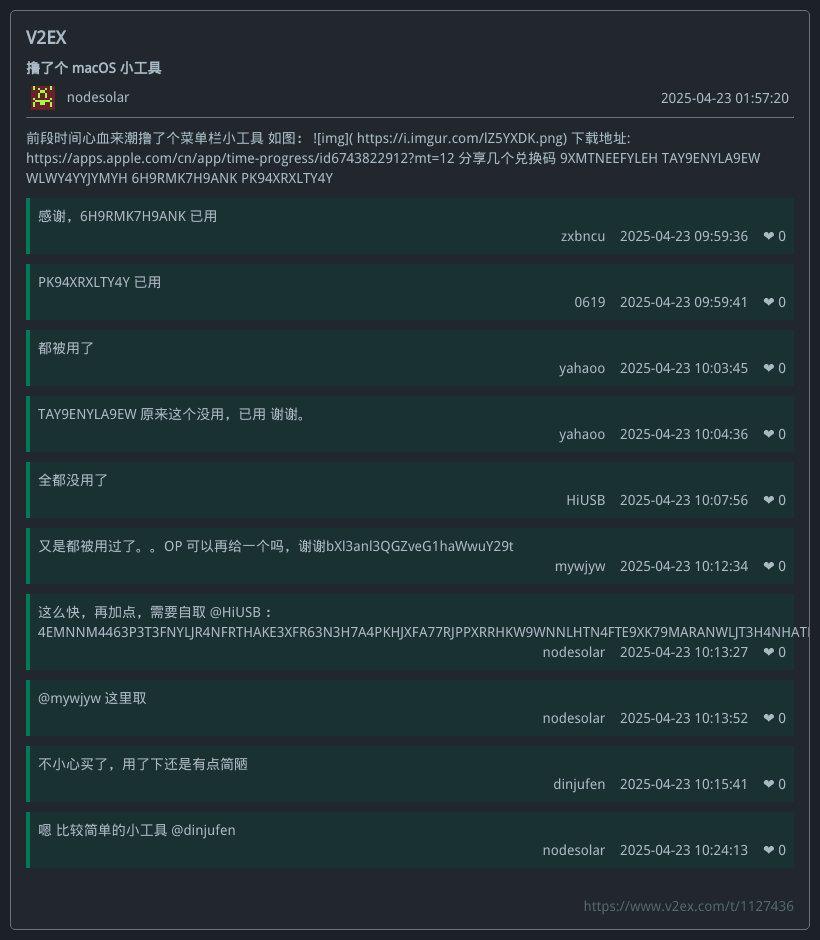 V2EX
撸了个 macOS 小工具
nodesolar 2025-04-23 01:57:20
前段时间心血来潮撸了个菜单栏小工具 如图： ![img]( https://i.imgur.com/lZ5YXDK.png) 下载地址:
https://apps.apple.com/cn/app/time-progress/id6743822912?mt=12 分享几个兑换码 9XMTNEEFYLEH TAY9ENYLA9EW
WLWY4YYJYMYH 6H9RMK7H9ANK PK94XRXLTY4Y
感谢，6H9RMK7H9ANK 已用
zxbncu 2025-04-23 09:59:36 ❤ 0
PK94XRXLTY4Y 已用
0619 2025-04-23 09:59:41 ❤ 0
都被用了
yahaoo 2025-04-23 10:03:45 ❤ 0
TAY9ENYLA9EW 原来这个没用，已用 谢谢。
yahaoo 2025-04-23 10:04:36 ❤ 0
全都没用了
HiUSB 2025-04-23 10:07:56 ❤ 0
又是都被用过了。。OP 可以再给一个吗，谢谢bXl3anl3QGZveG1haWwuY29t
mywjyw 2025-04-23 10:12:34 ❤ 0
这么快，再加点，需要自取 @HiUSB ：
4EMNNM4463P3T3FNYLJR4NFRTHAKE3XFR63N3H7A4PKHJXFA77RJPPXRRHKW9WNNLHTN4FTE9XK79MARANWLJT3H4NHAT
nodesolar 2025-04-23 10:13:27 ❤ 0
@mywjyw 这里取
nodesolar 2025-04-23 10:13:52 ❤ 0
不小心买了，用了下还是有点简陋
dinjufen 2025-04-23 10:15:41 ❤ 0
嗯 比较简单的小工具 @dinjufen
nodesolar 2025-04-23 10:24:13 ❤ 0
https://www.v2ex.com/t/1127436